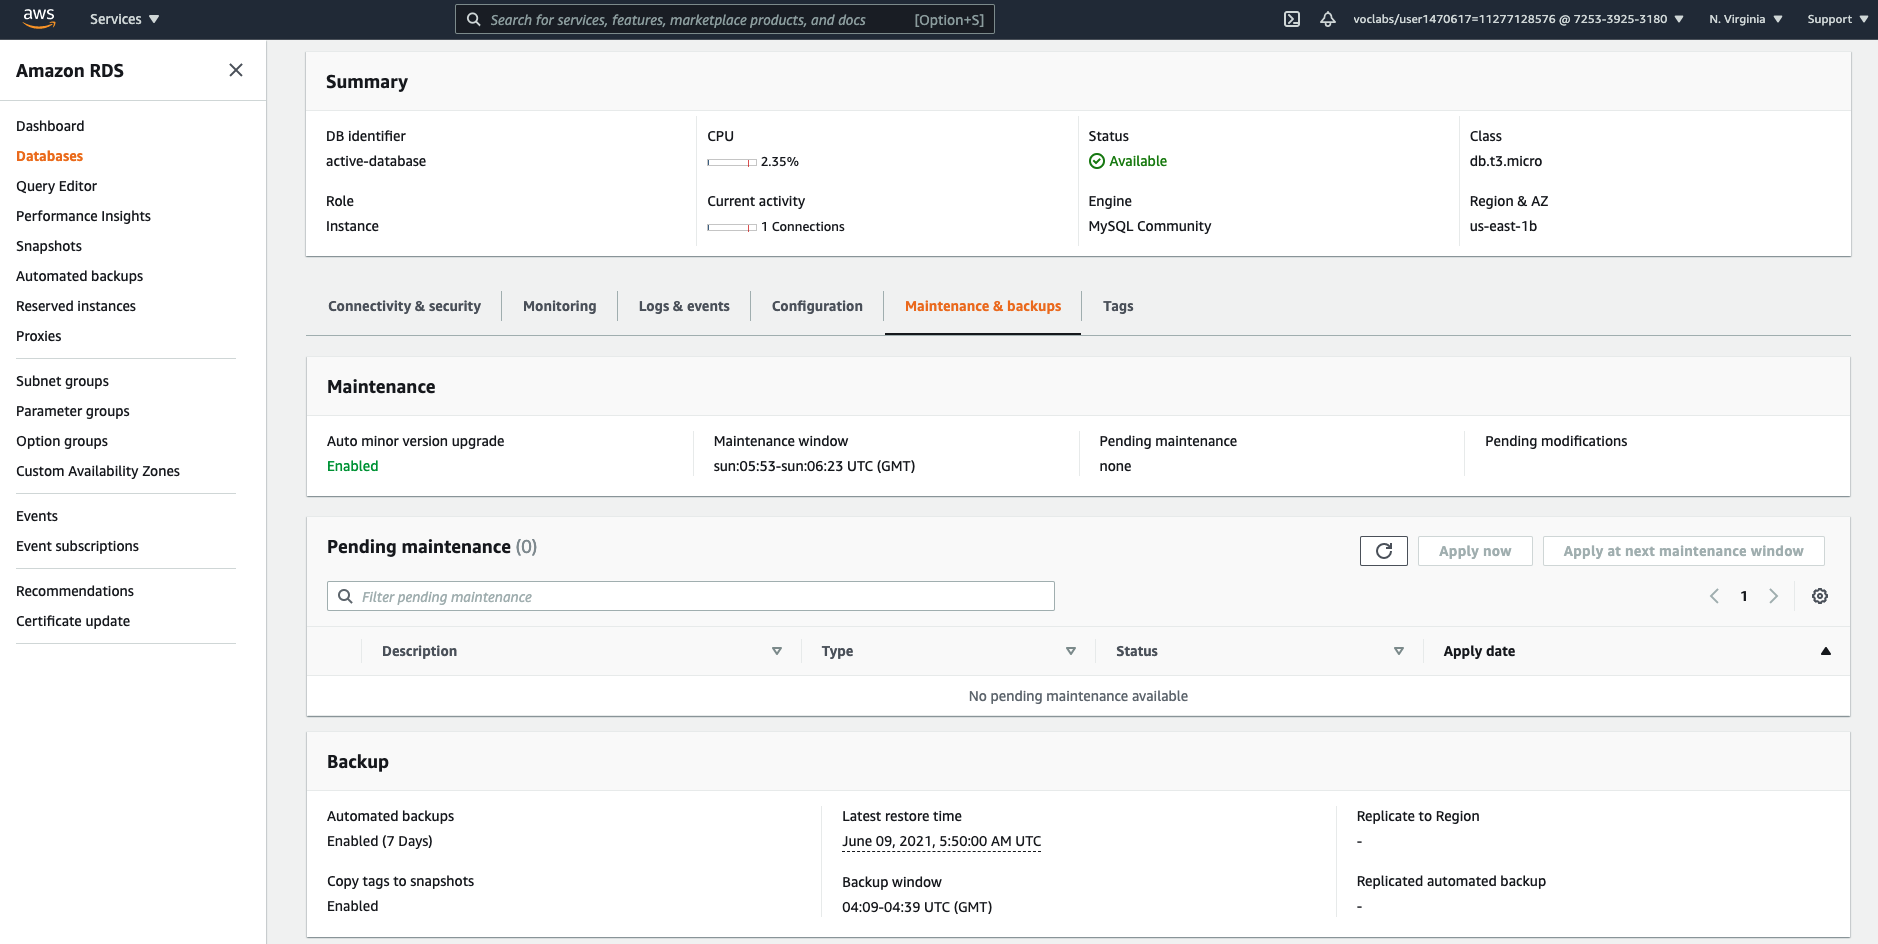 aws
Services
Search for services, features, marketplace products, and docs
[Option+S]
voclabs/user1470617=11277128576 @ 7253-3925-3180
N. Virginia
Support
Amazon RDS
Dashboard
Databases
Query Editor
Performance Insights
Snapshots
Automated backups
Reserved instances
Proxies
Subnet groups
Parameter groups
Option groups
Custom Availability Zones
Events
Event subscriptions
Recommendations
Certificate update
Summary
DB identifier
active-database
CPU
2.35%
Status
Available
Class
db.t3.micro
Role
Instance
Current activity
1 Connections
Engine
MySQL Community
Region & AZ
us-east-1b
Connectivity & security
Monitoring
Logs & events
Configuration
Maintenance & backups
Tags
Maintenance
Auto minor version upgrade
Enabled
Maintenance window
sun:05:53-sun:06:23 UTC (GMT)
Pending maintenance
none
Pending modifications
Pending maintenance (0)
Apply now
Apply at next maintenance window
Filter pending maintenance
1
Description
Type
Status
Apply date
No pending maintenance available
Backup
Automated backups
Enabled (7 Days)
Latest restore time
June 09, 2021, 5:50:00 AM UTC
Replicate to Region
-
Copy tags to snapshots
Enabled
Backup window
04:09-04:39 UTC (GMT)
Replicated automated backup
-